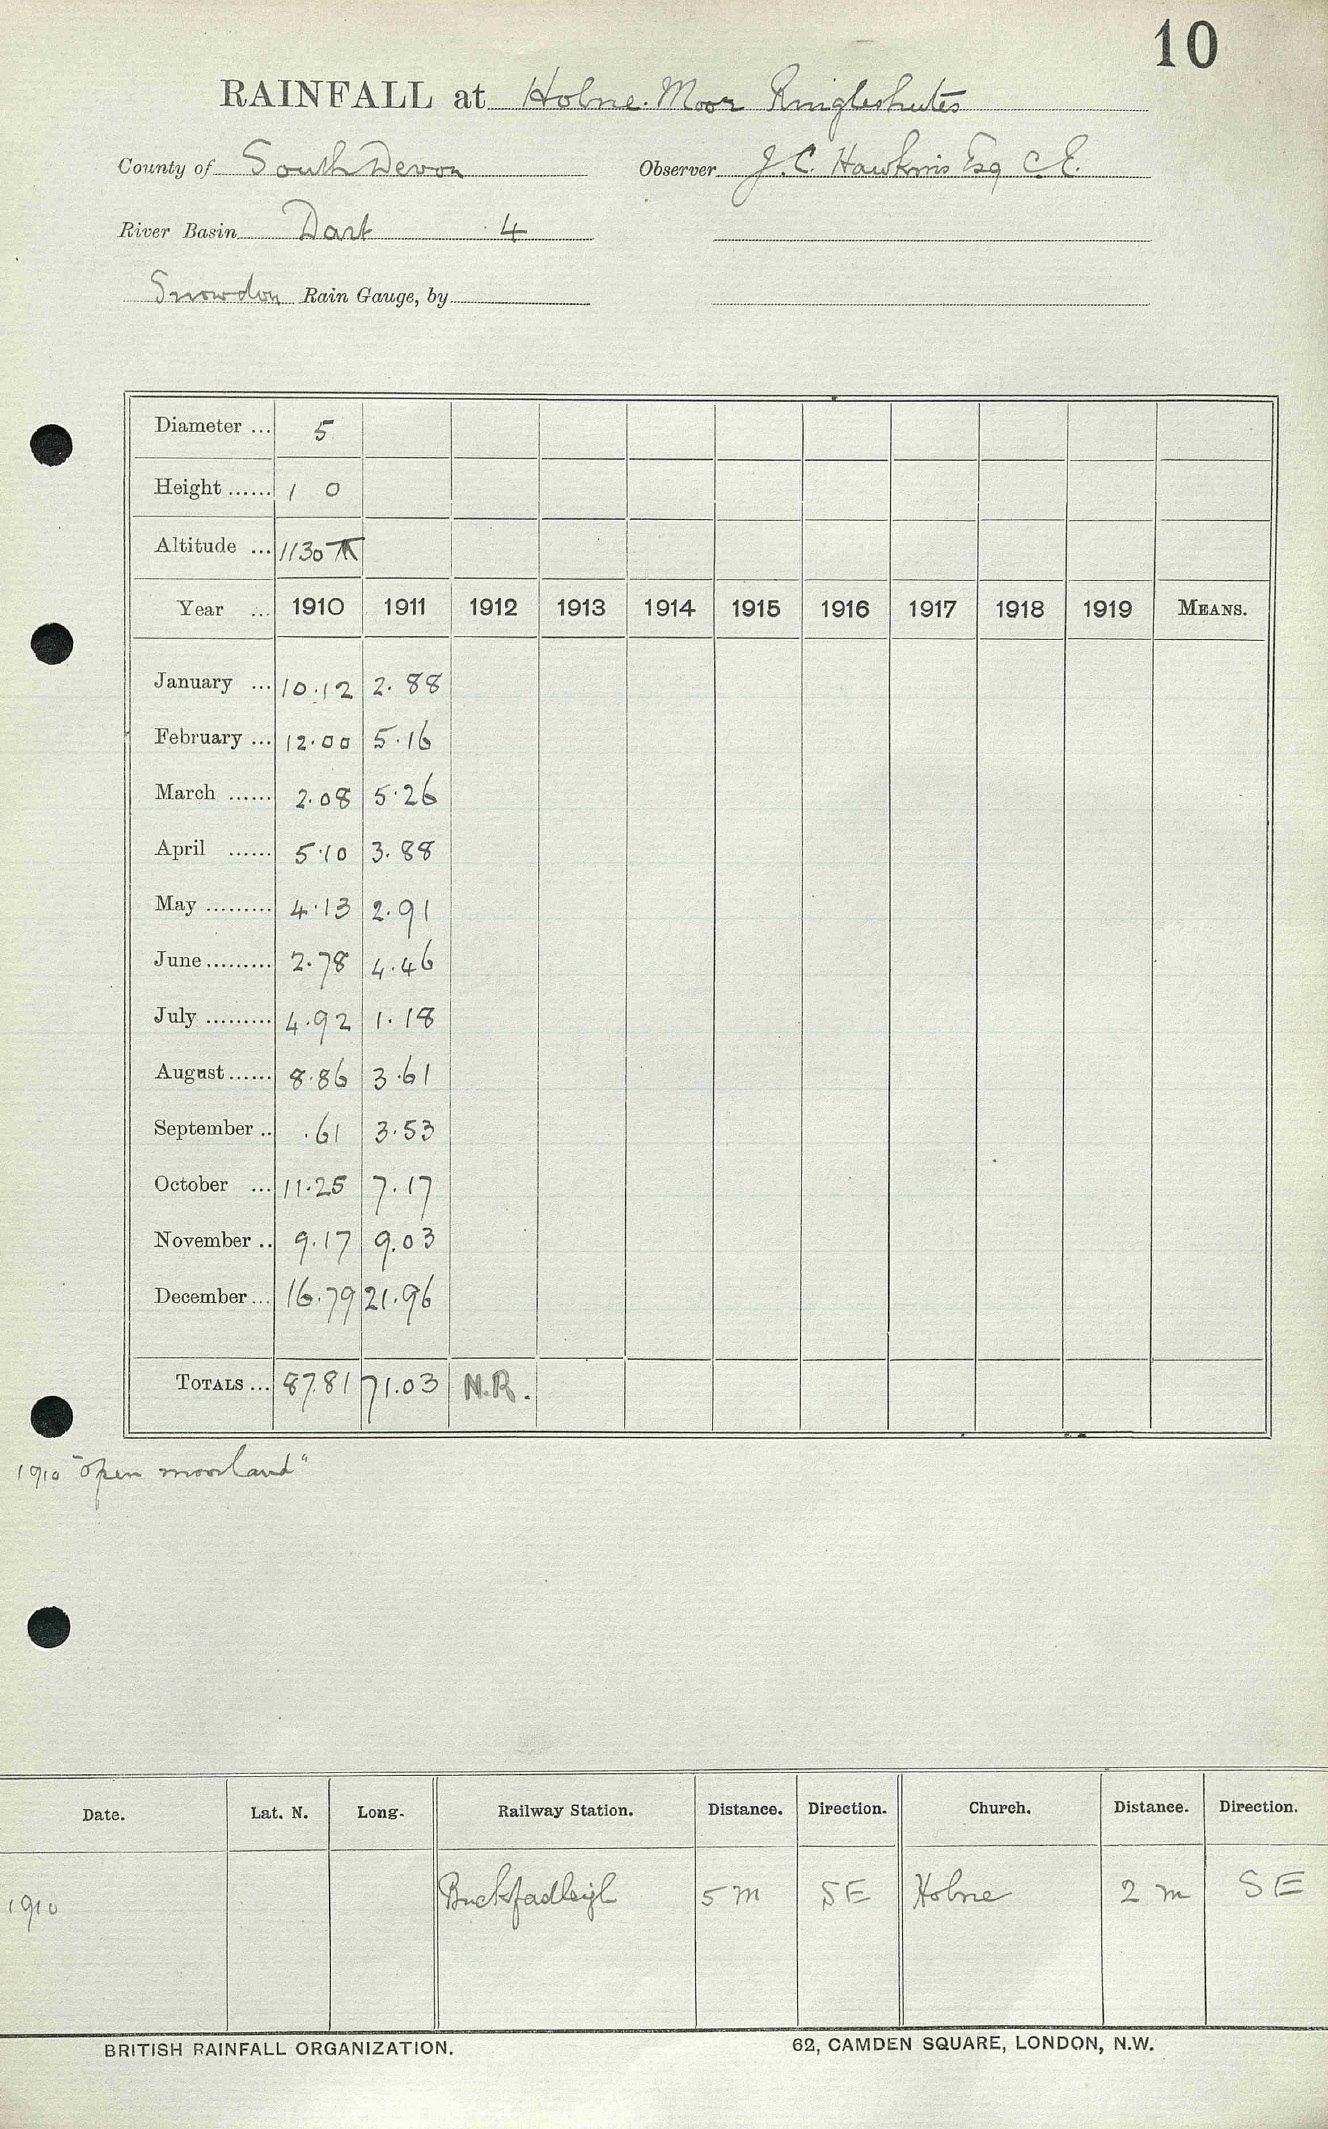 10
RAINFALL at Holne Moor Ringleshutes
County of South Devon Observer J.C. Hawkins Esq C.E.
River Basin Dart 4
Snowdon Rain Gauge, by
Diameter ... 5
Height ...... 1 0
Altitude ... 1130
Year ... 1910 1911 1912 1913 1914 1915 1916 1917 1918 1919 MEANS.
January ... 10.12 2.88
February ... 12.00 5.16
March ...... 2.08 5.26
April ...... 5.10 3.88
May ......... 4.13 2.91
June ......... 2.78 4.46
July ......... 4.92 1.18
August ...... 8.86 3.61
September .. .61 3.53
October ... 11.25 7.17
November .. 9.17 9.03
December ... 16.79 21.96
TOTALS ... 87.81 71.03 N.R.
1910 "open moorland"
Date. Lat. N. Long. Railway Station. Distance. Direction. Church. Distance. Direction.
1910 Buckfastleigh 5 m SE Holne 2 m SE
BRITISH RAINFALL ORGANIZATION. 62, CAMDEN SQUARE, LONDON, N.W.